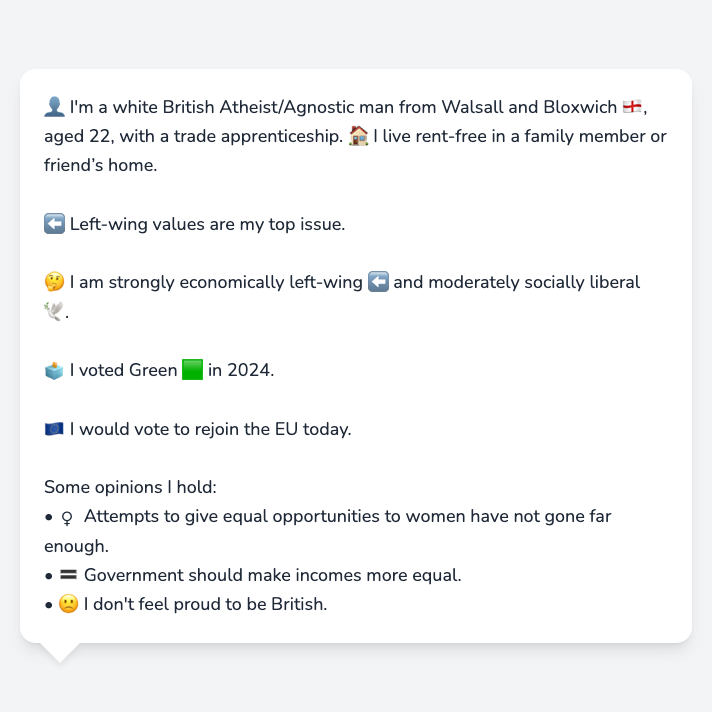 👤 I'm a white British Atheist/Agnostic man from Walsall and Bloxwich 🏴󠁧󠁢󠁥󠁮󠁧󠁿,
aged 22, with a trade apprenticeship. 🏠 I live rent-free in a family member or
friend’s home.
⬅️ Left-wing values are my top issue.
🤔 I am strongly economically left-wing ⬅️ and moderately socially liberal
🕊️.
🗳️ I voted Green 🟩 in 2024.
🇪🇺 I would vote to rejoin the EU today.
Some opinions I hold:
• ♀️ Attempts to give equal opportunities to women have not gone far
enough.
• 🟰 Government should make incomes more equal.
• 🙁 I don't feel proud to be British.